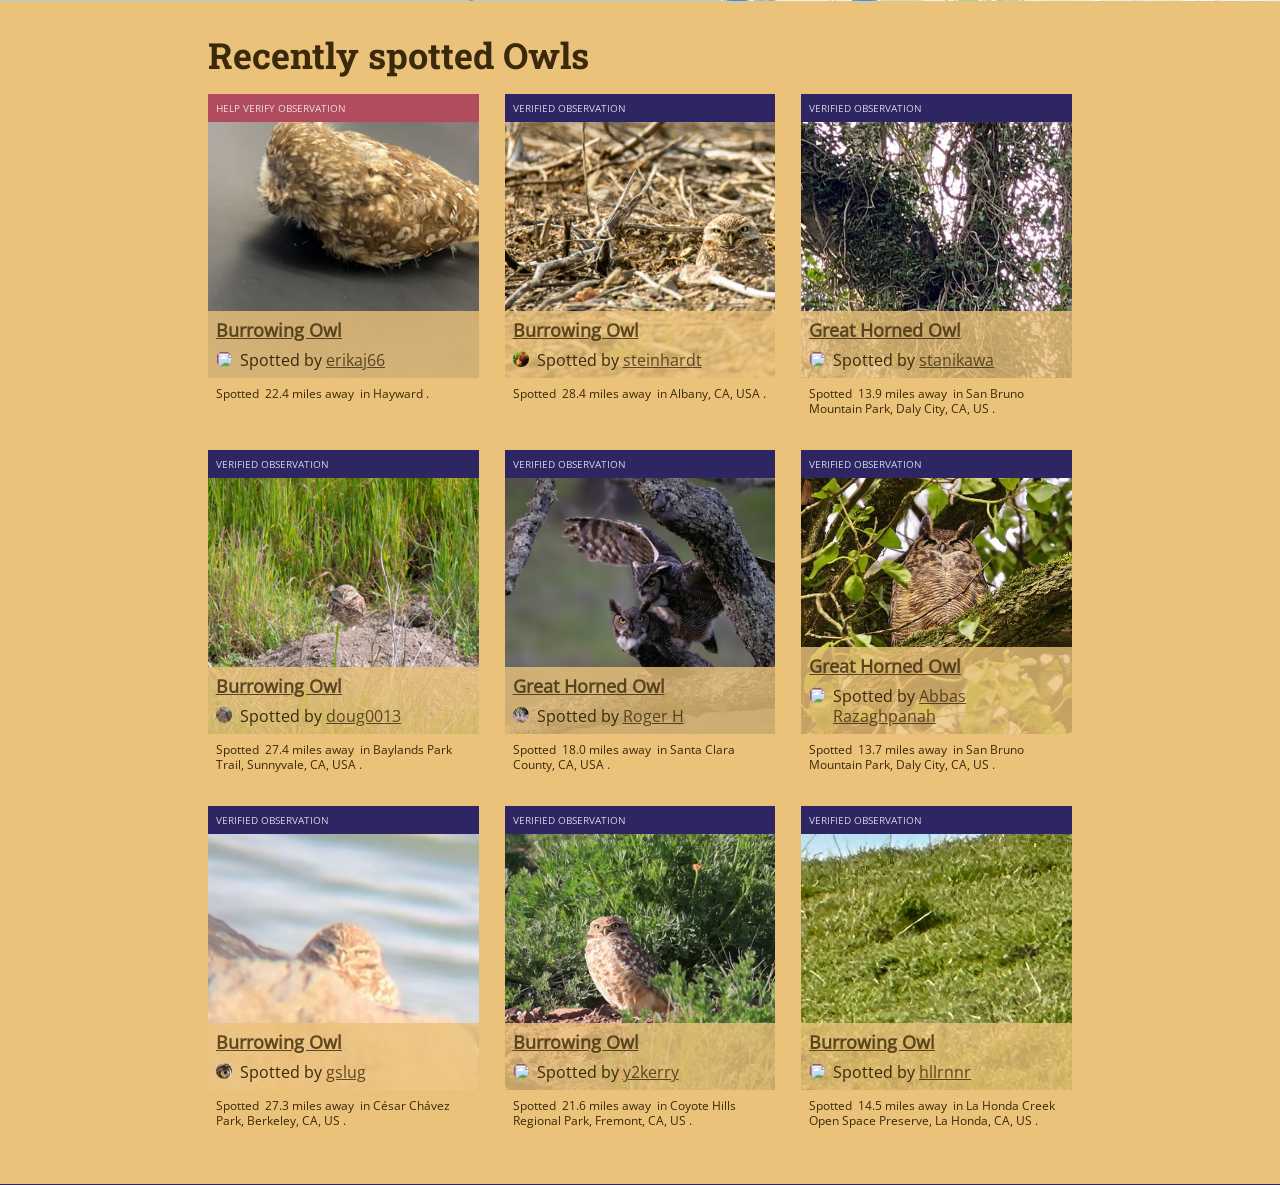 Recently spotted Owls
HELP VERIFY OBSERVATION
Burrowing Owl
Spotted by erikaj66
Spotted 22.4 miles away in Hayward .
VERIFIED OBSERVATION
Burrowing Owl
Spotted by steinhardt
Spotted 28.4 miles away in Albany, CA, USA .
VERIFIED OBSERVATION
Great Horned Owl
Spotted by stanikawa
Spotted 13.9 miles away in San Bruno
Mountain Park, Daly City, CA, US .
VERIFIED OBSERVATION
Burrowing Owl
Spotted by doug0013
Spotted 27.4 miles away in Baylands Park
Trail, Sunnyvale, CA, USA .
VERIFIED OBSERVATION
Great Horned Owl
Spotted by Roger H
Spotted 18.0 miles away in Santa Clara
County, CA, USA .
VERIFIED OBSERVATION
Great Horned Owl
Spotted by Abbas
Razaghpanah
Spotted 13.7 miles away in San Bruno
Mountain Park, Daly City, CA, US .
VERIFIED OBSERVATION
Burrowing Owl
Spotted by gslug
Spotted 27.3 miles away in César Chávez
Park, Berkeley, CA, US .
VERIFIED OBSERVATION
Burrowing Owl
Spotted by y2kerry
Spotted 21.6 miles away in Coyote Hills
Regional Park, Fremont, CA, US .
VERIFIED OBSERVATION
Burrowing Owl
Spotted by hllrnnr
Spotted 14.5 miles away in La Honda Creek
Open Space Preserve, La Honda, CA, US .